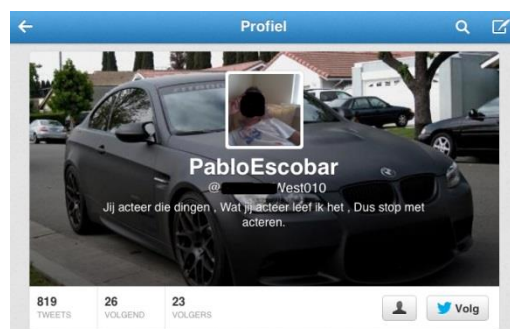 Profiel
PabloEscobar
@ West010
Jij acteer die dingen , Wat jij acteer leef ik het , Dus stop met
acteren.
819 26 23
TWEETS VOLGEND VOLGERS
Volg